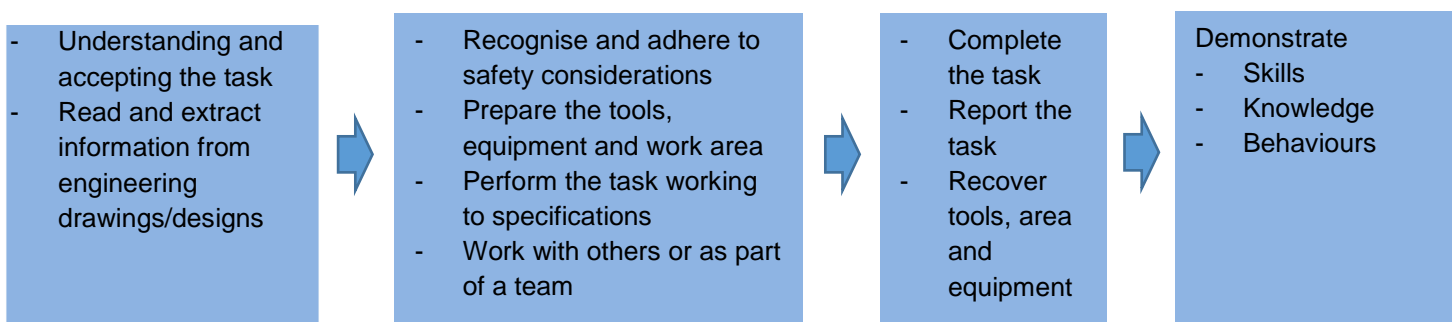 - Understanding and
accepting the task
- Read and extract
information from
engineering
drawings/designs
- Recognise and adhere to
safety considerations
- Prepare the tools,
equipment and work area
- Perform the task working
to specifications
- Work with others or as part
of a team
- Complete
the task
- Report the
task
- Recover
tools, area
and
equipment
Demonstrate
- Skills
- Knowledge
- Behaviours